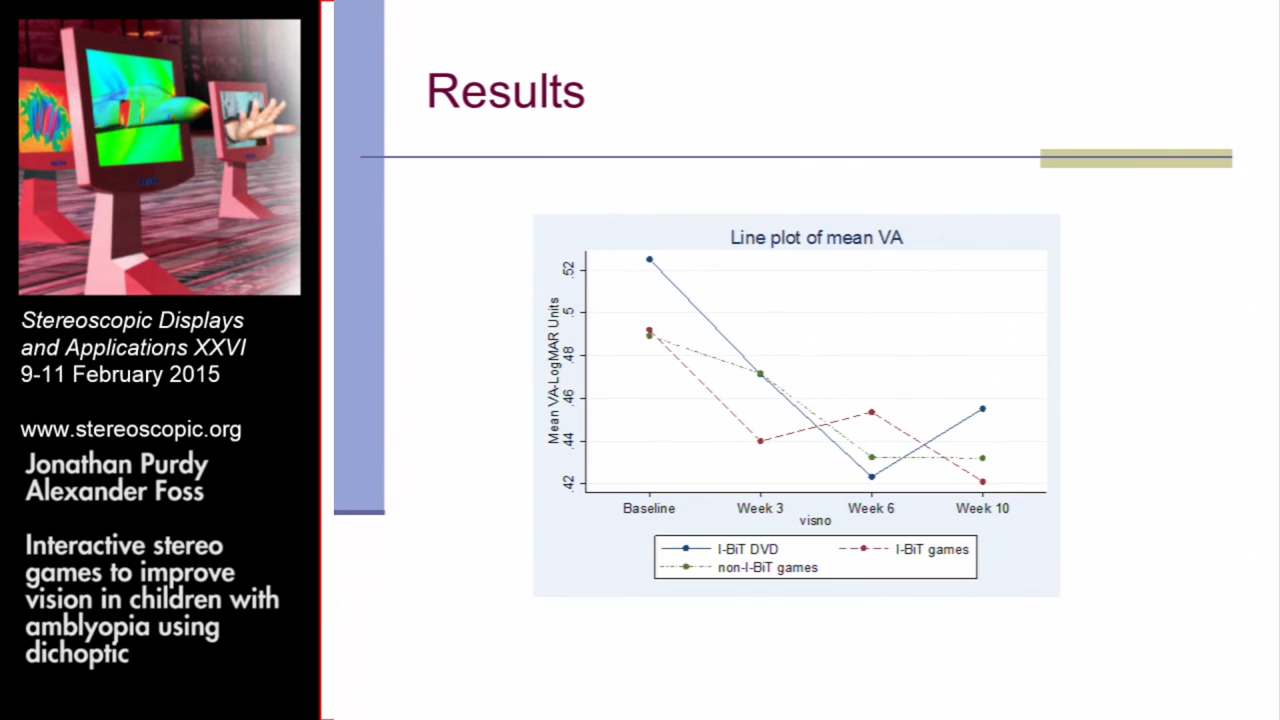 Stereoscopic Displays
and Applications XXVI
9-11 February 2015
www.stereoscopic.org
Jonathan Purdy
Alexander Foss
Interactive stereo
games to improve
vision in children with
amblyopia using
dichoptic
Results
Line plot of mean VA
Mean VA-LogMAR Units
.52
.5
.48
.46
.44
.42
Baseline Week 3 Week 6 Week 10
visno
I-BiT DVD I-BiT games
non-I-BiT games